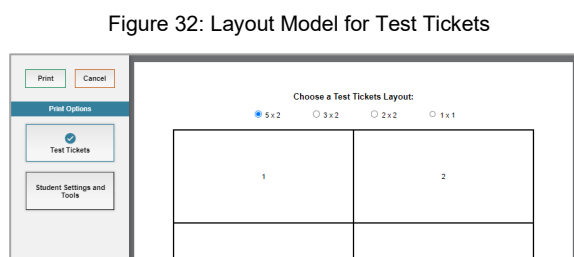 Figure 32: Layout Model for Test Tickets
Print Cancel
Print Options
Test Tickets
Student Settings and
Tools
Choose a Test Tickets Layout:
5 x 2 3 x 2 2 x 2 1 x 1
1 2